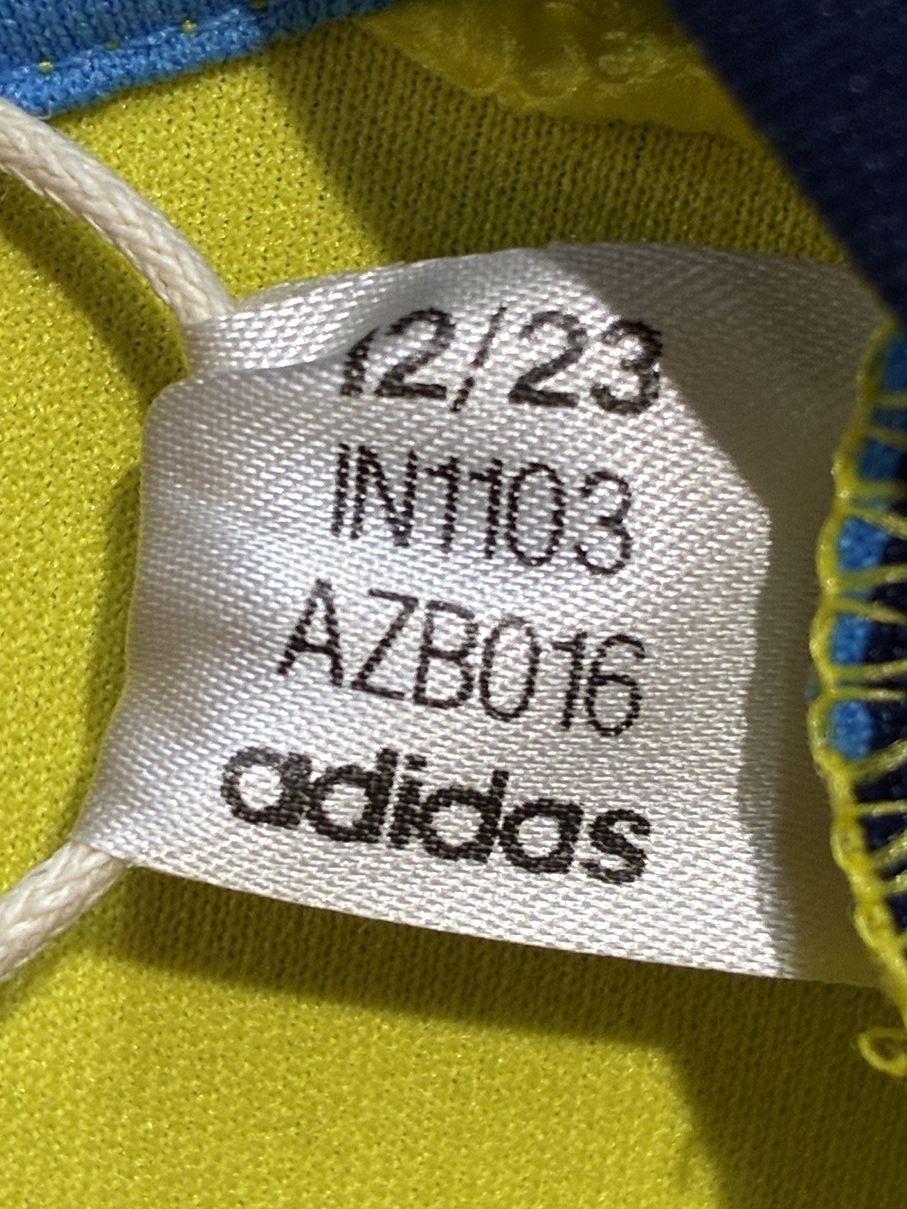 12/23
IN1103
AZB016
adidas